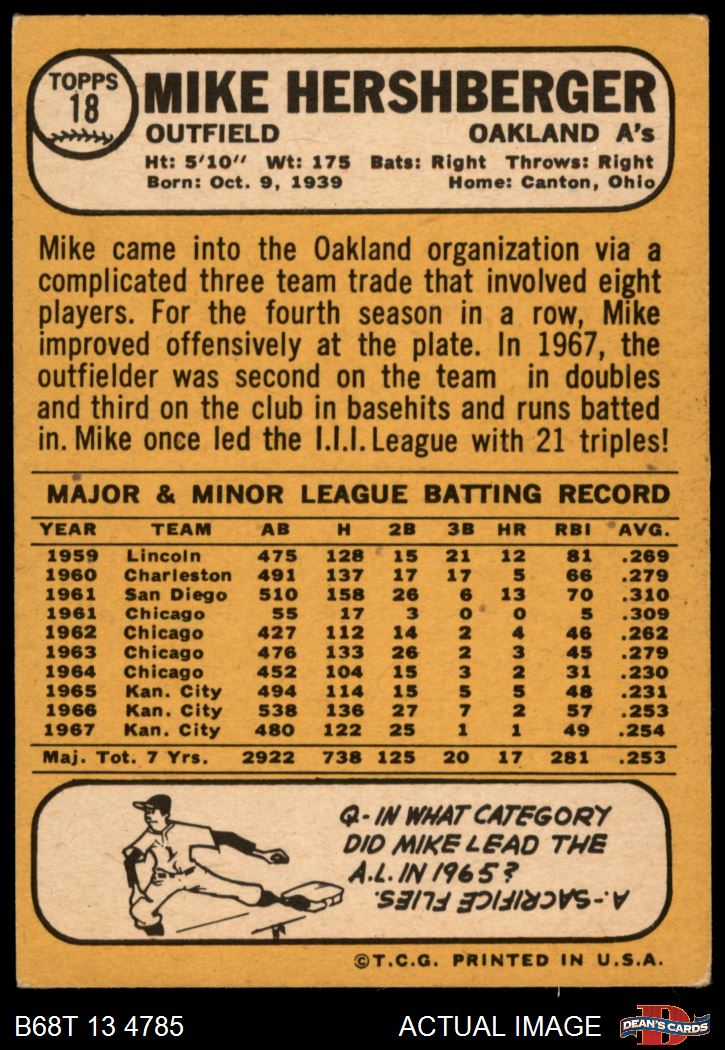 TOPPS
18
MIKE HERSHBERGER
OUTFIELD OAKLAND A's
Ht: 5'10" Wt: 175 Bats: Right Throws: Right
Born: Oct. 9, 1939 Home: Canton, Ohio
Mike came into the Oakland organization via a
complicated three team trade that involved eight
players. For the fourth season in a row, Mike
improved offensively at the plate. In 1967, the
outfielder was second on the team in doubles
and third on the club in basehits and runs batted
in. Mike once led the I.I.I. League with 21 triples!
MAJOR & MINOR LEAGUE BATTING RECORD
YEAR TEAM AB H 2B 3B HR RBI AVG.
1959 Lincoln 475 128 15 21 12 81 .269
1960 Charleston 491 137 17 17 5 66 .279
1961 San Diego 510 158 26 6 13 70 .310
1961 Chicago 55 17 3 0 0 5 .309
1962 Chicago 427 112 14 2 4 46 .262
1963 Chicago 476 133 26 2 3 45 .279
1964 Chicago 452 104 15 3 2 31 .230
1965 Kan. City 494 114 15 5 5 48 .231
1966 Kan. City 538 136 27 7 2 57 .253
1967 Kan. City 480 122 25 1 1 49 .254
Maj. Tot. 7 Yrs. 2922 738 125 20 17 281 .253
Q-IN WHAT CATEGORY
DID MIKE LEAD THE
A.L. IN 1965?
A-SACRIFICE FLIES.
©T.C.G. PRINTED IN U.S.A.
B68T 13 4785 ACTUAL IMAGE
DEAN'S CARDS